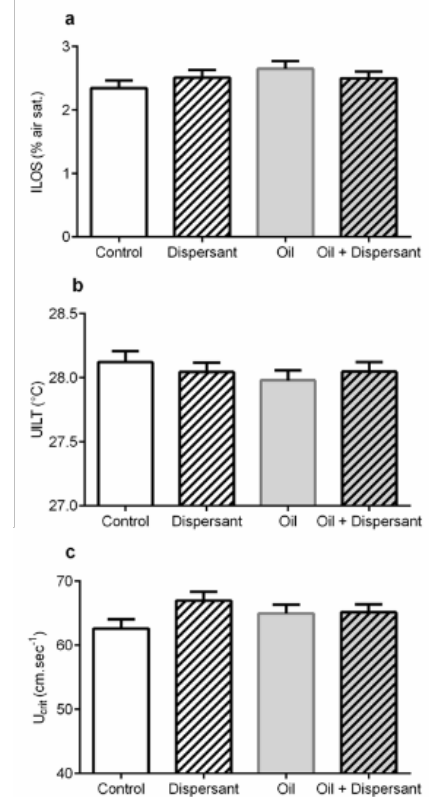 a
ILOS (% air sat.)
3
2
1
0
Control Dispersant Oil Oil + Dispersant
b
UILT (°C)
28.5
28.0
27.5
27.0
Control Dispersant Oil Oil + Dispersant
c
Ucrit (cm.sec-1)
70
60
50
40
Control Dispersant Oil Oil + Dispersant